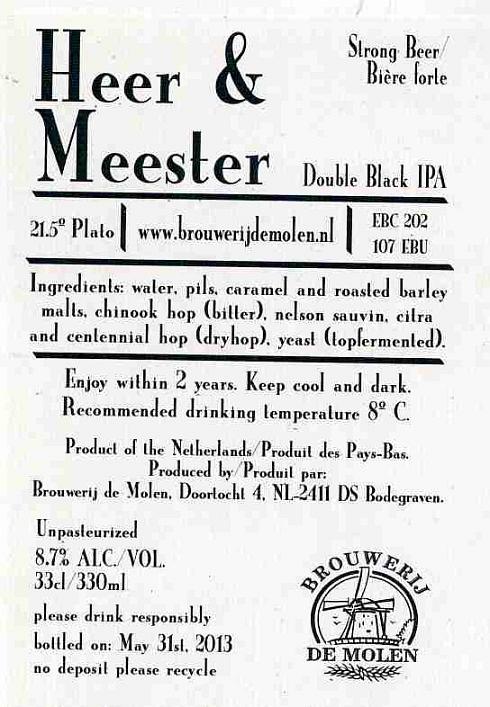 Heer &
Meester
Strong Beer/
Bière forte
Double Black IPA
21.5º Plato
www.brouwerijdemolen.nl
EBC 202
107 EBU
Ingredients: water, pils, caramel and roasted barley
malts, chinook hop (bitter), nelson sauvin, citra
and centennial hop (dryhop), yeast (topfermented).
Enjoy within 2 years. Keep cool and dark.
Recommended drinking temperature 8º C.
Product of the Netherlands/Produit des Pays-Bas.
Produced by/Produit par:
Brouwerij de Molen, Doortocht 4, NL-2411 DS Bodegraven.
Unpasteurized
8.7% ALC./VOL.
33cl/330ml
please drink responsibly
bottled on: May 31st, 2013
no deposit please recycle
BROUWERIJ
DE MOLEN